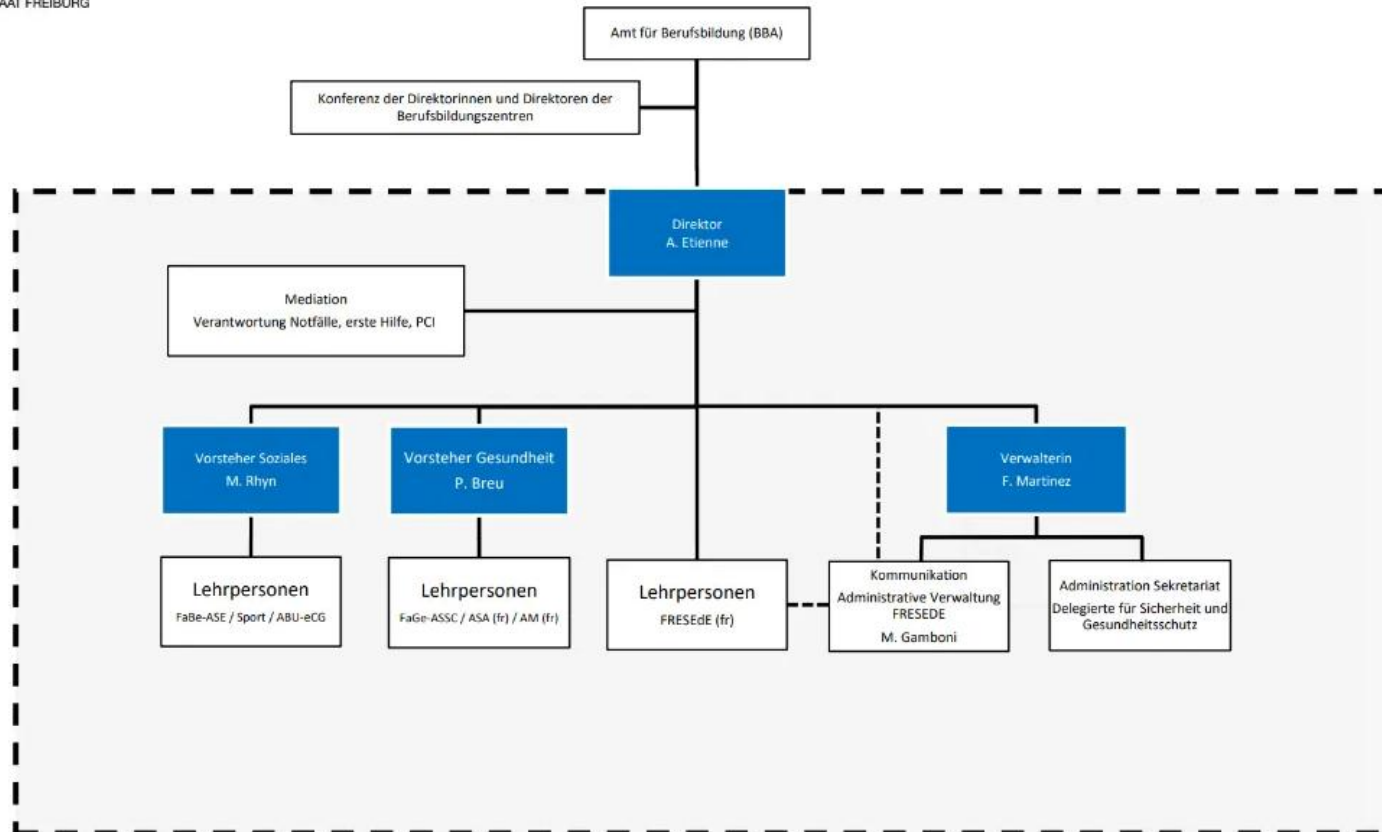 FREIBURG
Amt für Berufsbildung (BBA)
Konferenz der Direktorinnen und Direktoren der
Berufsbildungszentren
Direktor
A. Etienne
Mediation
Verantwortung Notfälle, erste Hilfe, PCI
Vorsteher Soziales
M. Rhyn
Vorsteher Gesundheit
P. Breu
Verwalterin
F. Martinez
Lehrpersonen
FaBe-ASE / Sport / ABU-eCG
Lehrpersonen
FaGe-ASSC / ASA (fr) / AM (fr)
Lehrpersonen
FRESEdE (fr)
Kommunikation
Administrative Verwaltung
FRESEDE
M. Gamboni
Administration Sekretariat
Delegierte für Sicherheit und
Gesundheitsschutz